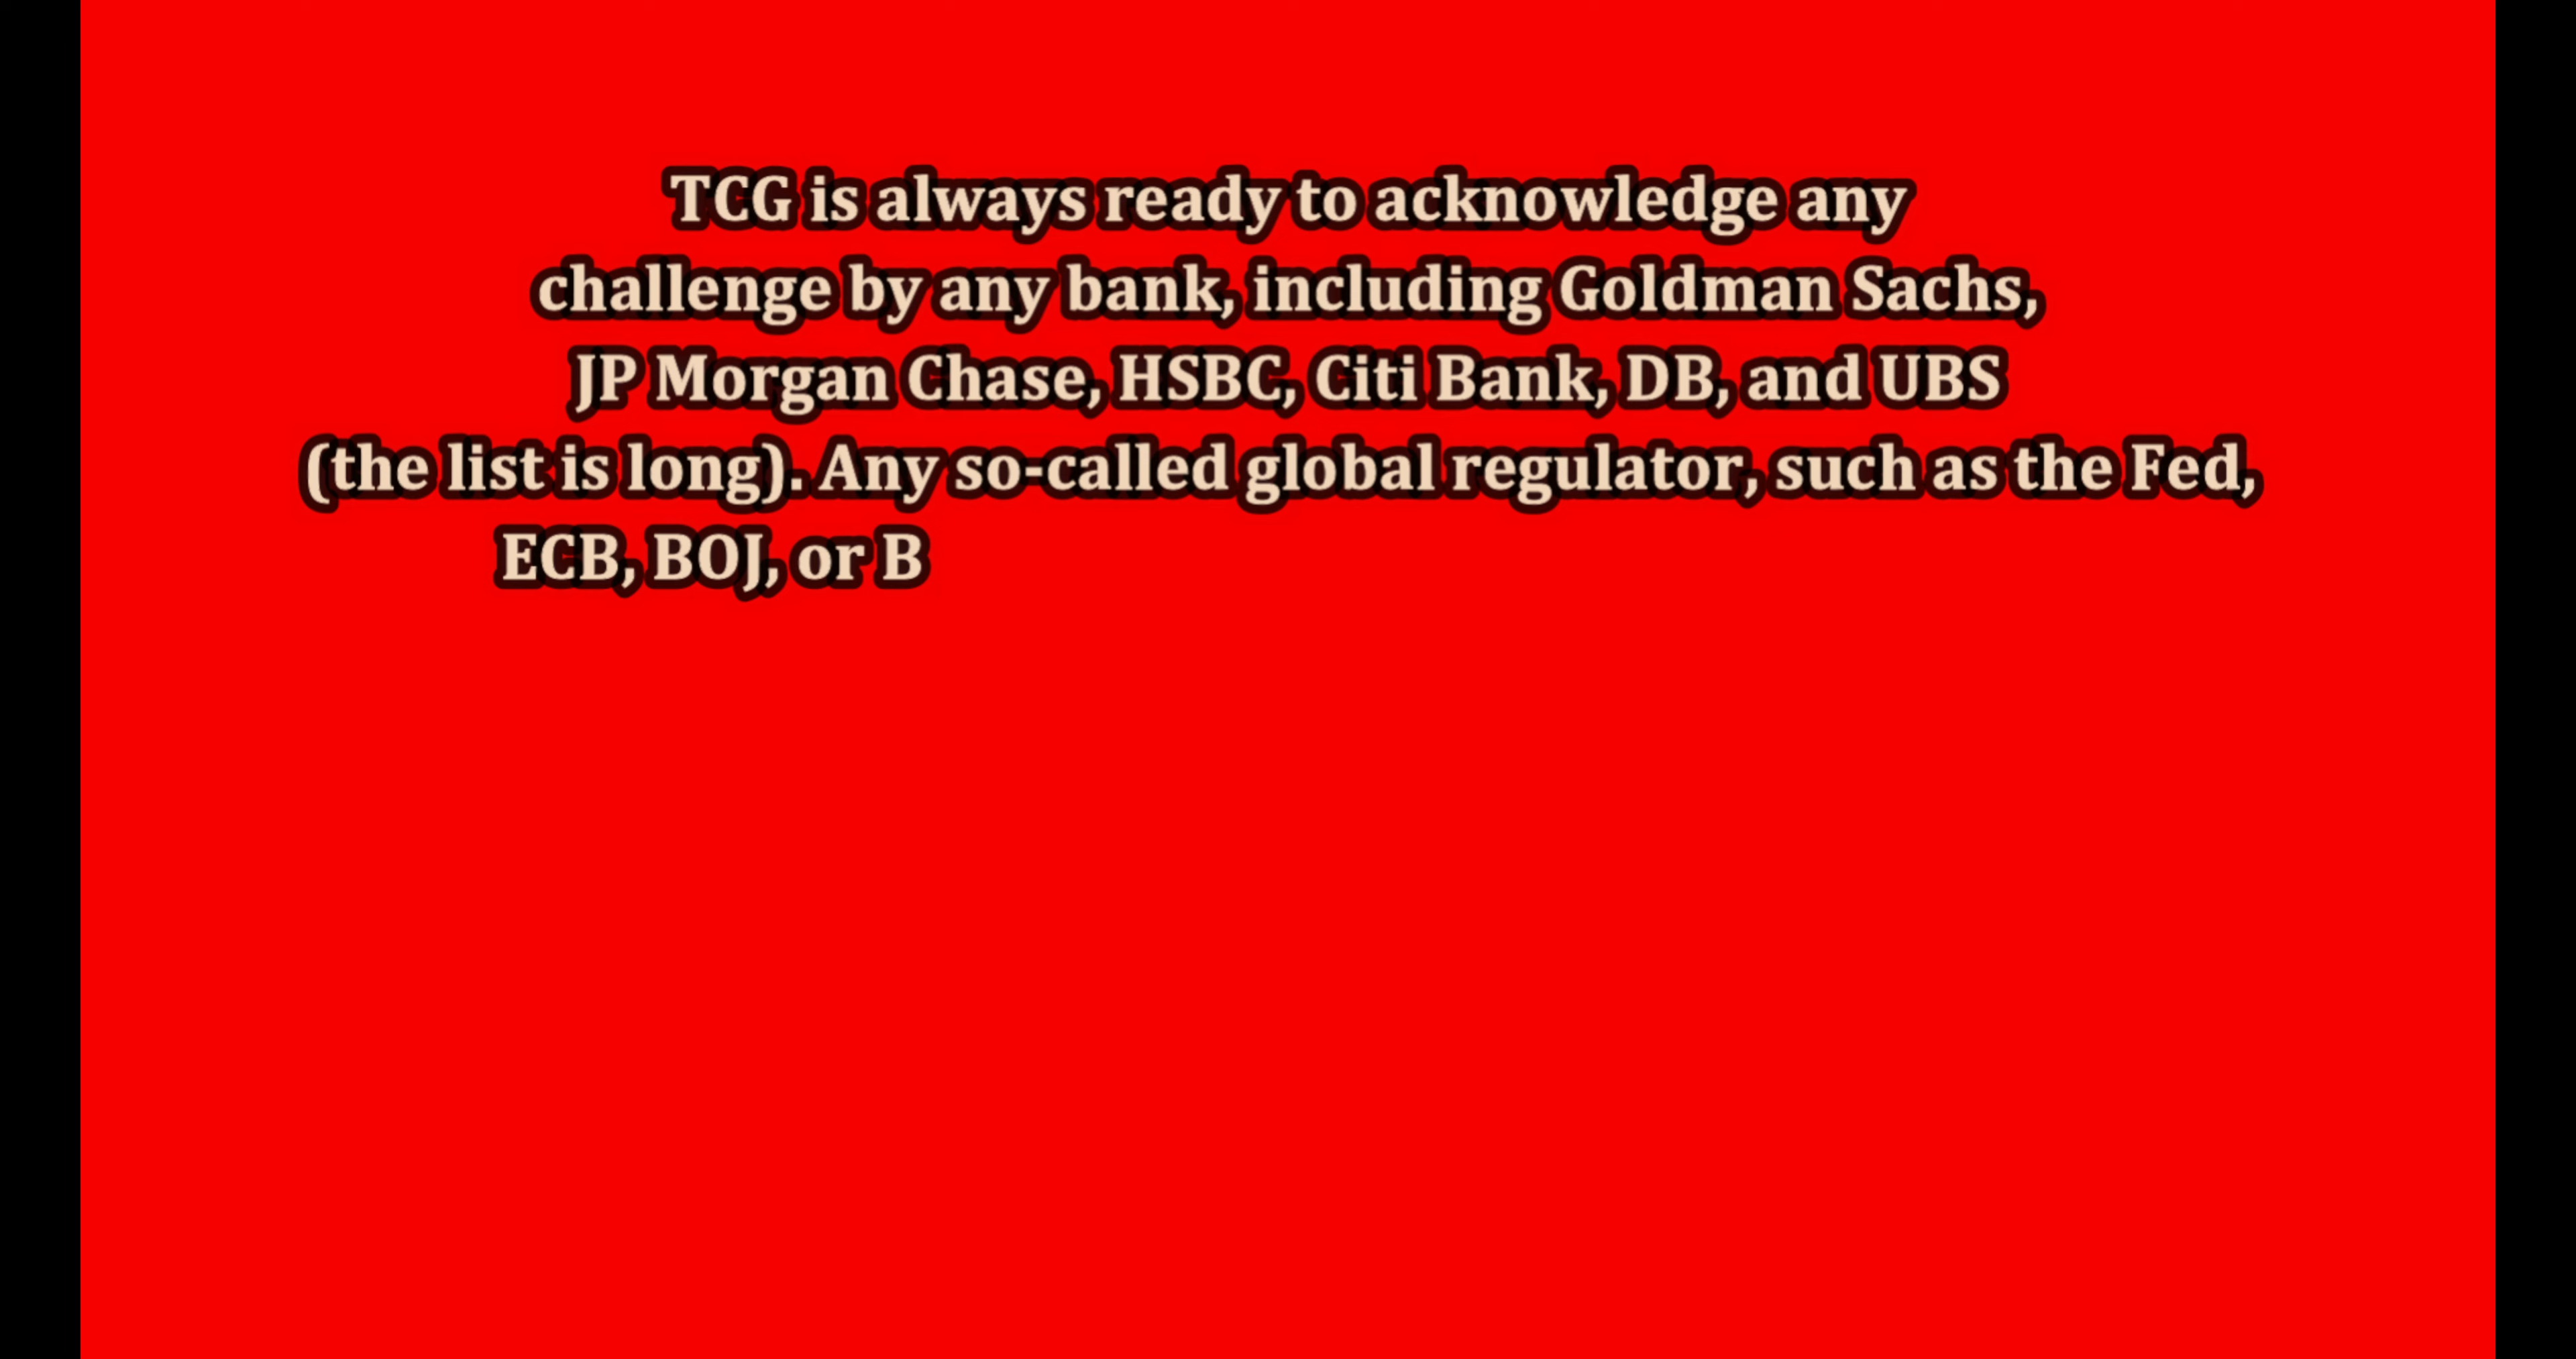 TCG is always ready to acknowledge any
challenge by any bank, including Goldman Sachs,
JP Morgan Chase, HSBC, Citi Bank, DB, and UBS
(the list is long). Any so-called global regulator, such as the Fed,
ECB, BOJ, or B